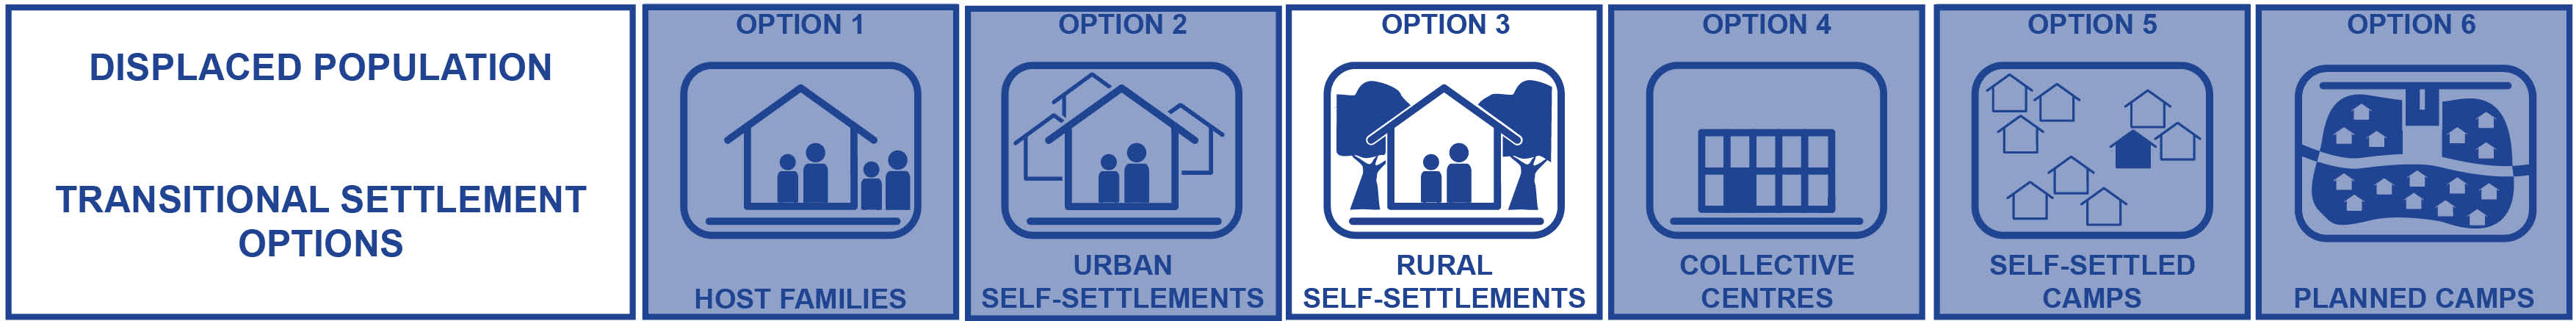 DISPLACED POPULATION
TRANSITIONAL SETTLEMENT
OPTIONS
OPTION 1
HOST FAMILIES
OPTION 2
URBAN
SELF-SETTLEMENTS
OPTION 3
RURAL
SELF-SETTLEMENTS
OPTION 4
COLLECTIVE
CENTRES
OPTION 5
SELF-SETTLED
CAMPS
OPTION 6
PLANNED CAMPS